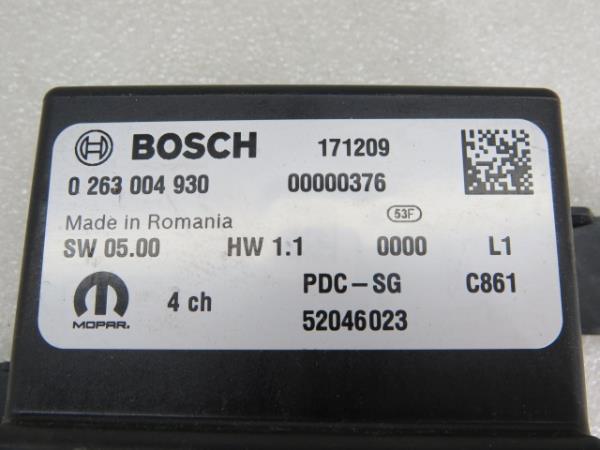 BOSCH 171209
0 263 004 930 00000376
Made in Romania 53F
SW 05.00 HW 1.1 0000 L1
4 ch PDC-SG C861
MOPAR. 52046023